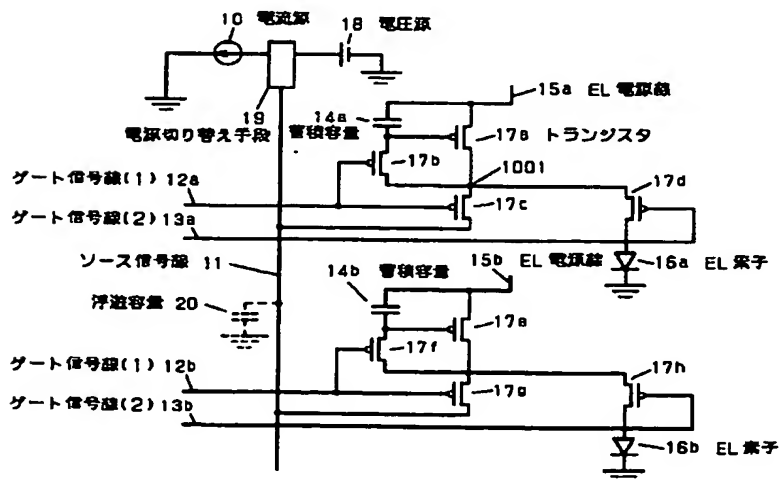 10 電流源
18 電圧源
19
電源切り替え手段
14a
蓄積容量
15a EL 電源線
17a トランジスタ
17b
1001
17c
17d
ゲート信号線(1) 12a
ゲート信号線(2) 13a
16a EL 素子
ソース信号線 11
浮遊容量 20
14b
蓄積容量
15b EL 電源線
17e
17f
17g
17h
ゲート信号線(1) 12b
ゲート信号線(2) 13b
16b EL 素子